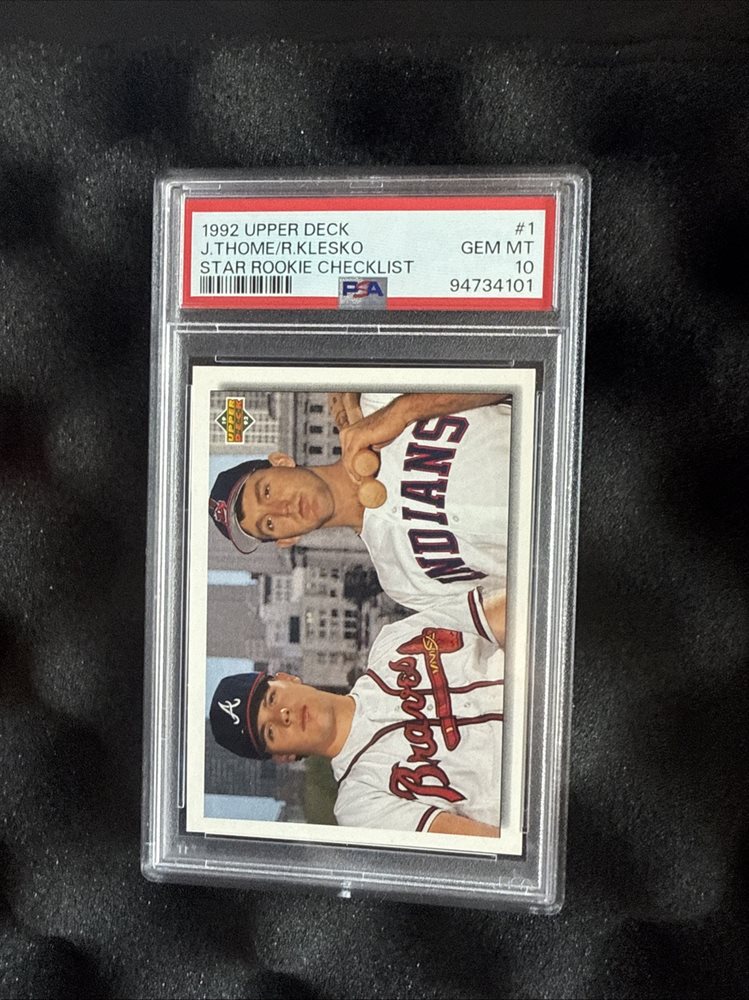 1992 UPPER DECK #1
J.THOME/R.KLESKO GEM MT
STAR ROOKIE CHECKLIST 10
PSA 94734101
UPPER DECK
INDIANS
A
Braves